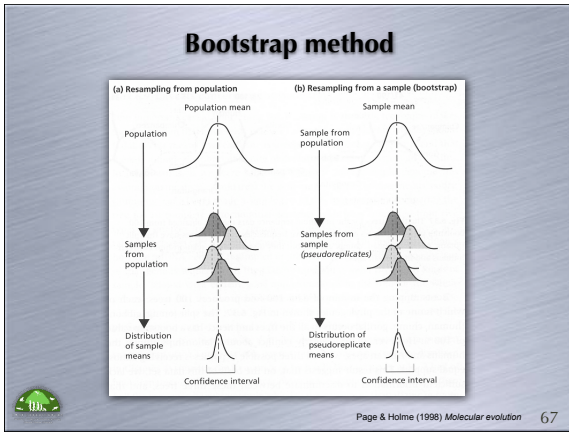 Bootstrap method
(a) Resampling from population
Population mean
Population
Samples
from
population
Distribution
of sample
means
Confidence interval
(b) Resampling from a sample (bootstrap)
Sample mean
Sample from
population
Samples from
sample
(pseudoreplicates)
Distribution of
pseudoreplicate
means
Confidence interval
Page & Holme (1998) Molecular evolution
67